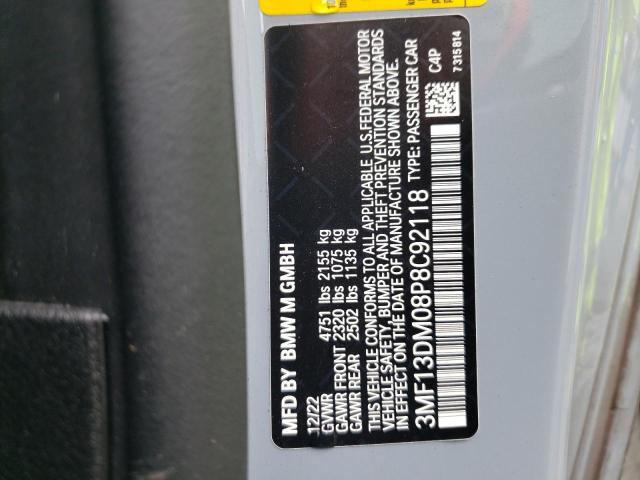 MFD BY BMW M GMBH
12/22
GVWR 4751 lbs 2155 kg
GAWR FRONT 2320 lbs 1075 kg
GAWR REAR 2502 lbs 1135 kg
THIS VEHICLE CONFORMS TO ALL APPLICABLE U.S.FEDERAL MOTOR
VEHICLE SAFETY, BUMPER AND THEFT PREVENTION STANDARDS
IN EFFECT ON THE DATE OF MANUFACTURE SHOWN ABOVE.
3MF13DM08P8C92118 TYPE: PASSENGER CAR
C4P
7315814